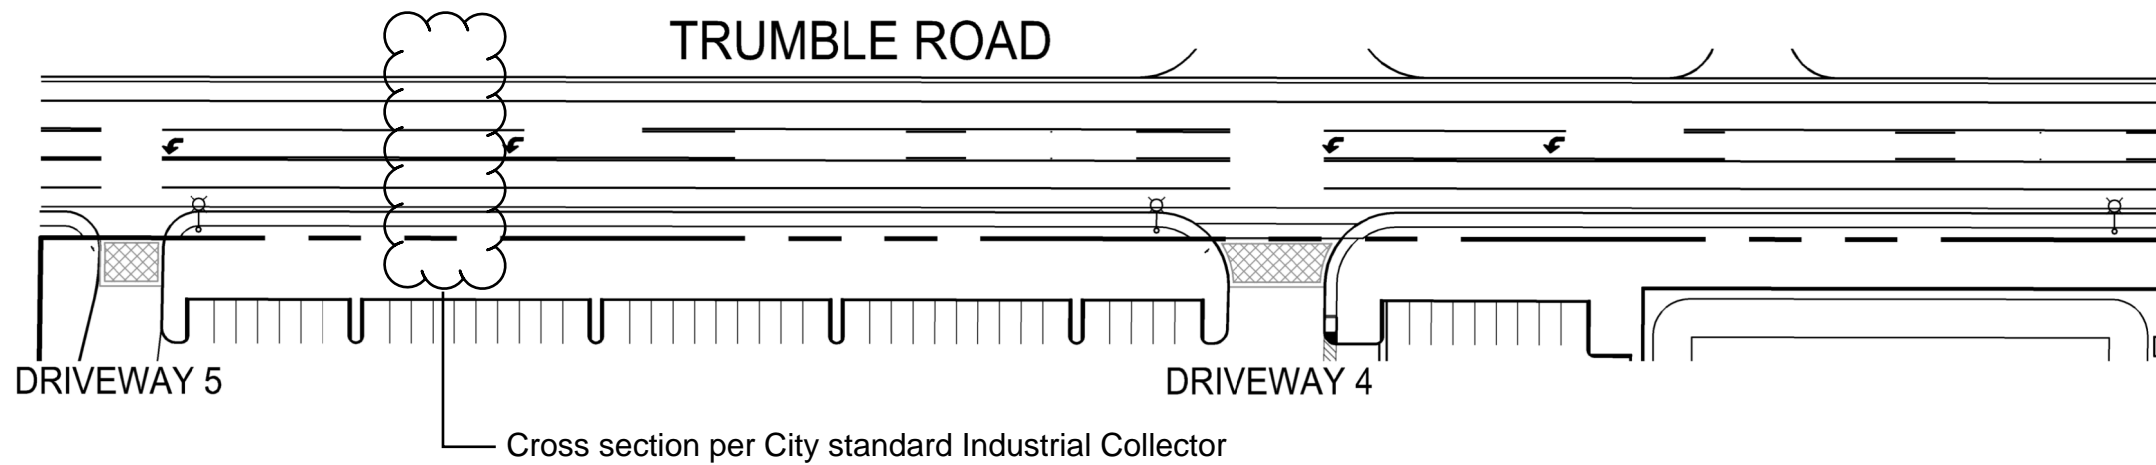 TRUMBLE ROAD
DRIVEWAY 5
DRIVEWAY 4
Cross section per City standard Industrial Collector